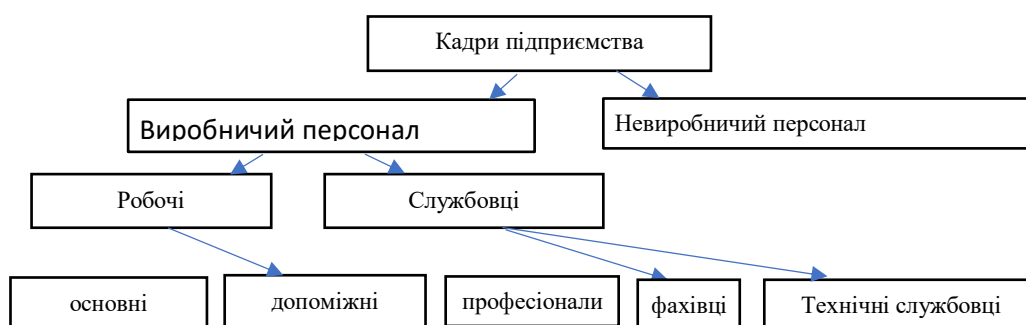 Кадри підприємства
Виробничий персонал
Невиробничий персонал
Робочі
Службовці
основні
допоміжні
професіонали
фахівці
Технічні службовці